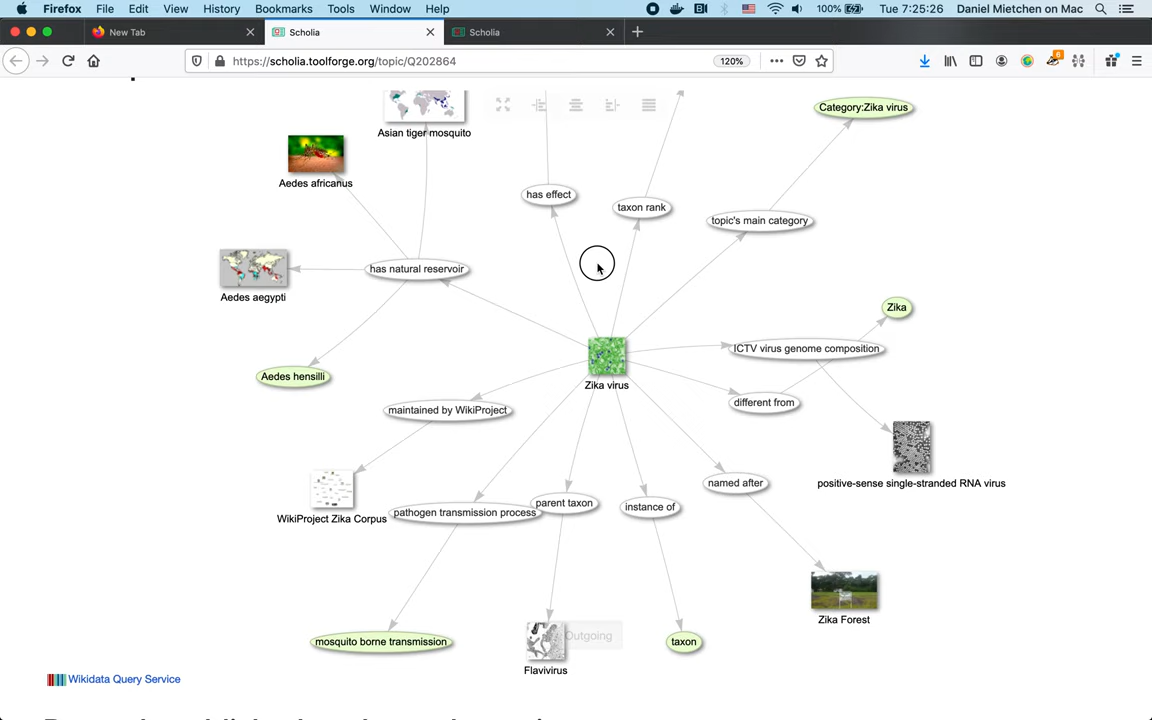 Firefox File Edit View History Bookmarks Tools Window Help 100% Tue 7:25:26 Daniel Mietchen on Mac
New Tab
Scholia
Scholia
https://scholia.toolforge.org/topic/Q202864
120%
6
Category:Zika virus
Asian tiger mosquito
Aedes africanus
has effect
taxon rank
topic's main category
has natural reservoir
Aedes aegypti
Zika
ICTV virus genome composition
Aedes hensilli
Zika virus
different from
maintained by WikiProject
named after
positive-sense single-stranded RNA virus
WikiProject Zika Corpus
pathogen transmission process
parent taxon
instance of
Zika Forest
mosquito borne transmission
Outgoing
taxon
Flavivirus
Wikidata Query Service